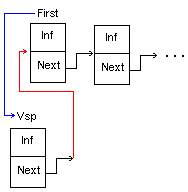 First
Inf Inf
Next Next ...
Vsp
Inf
Next